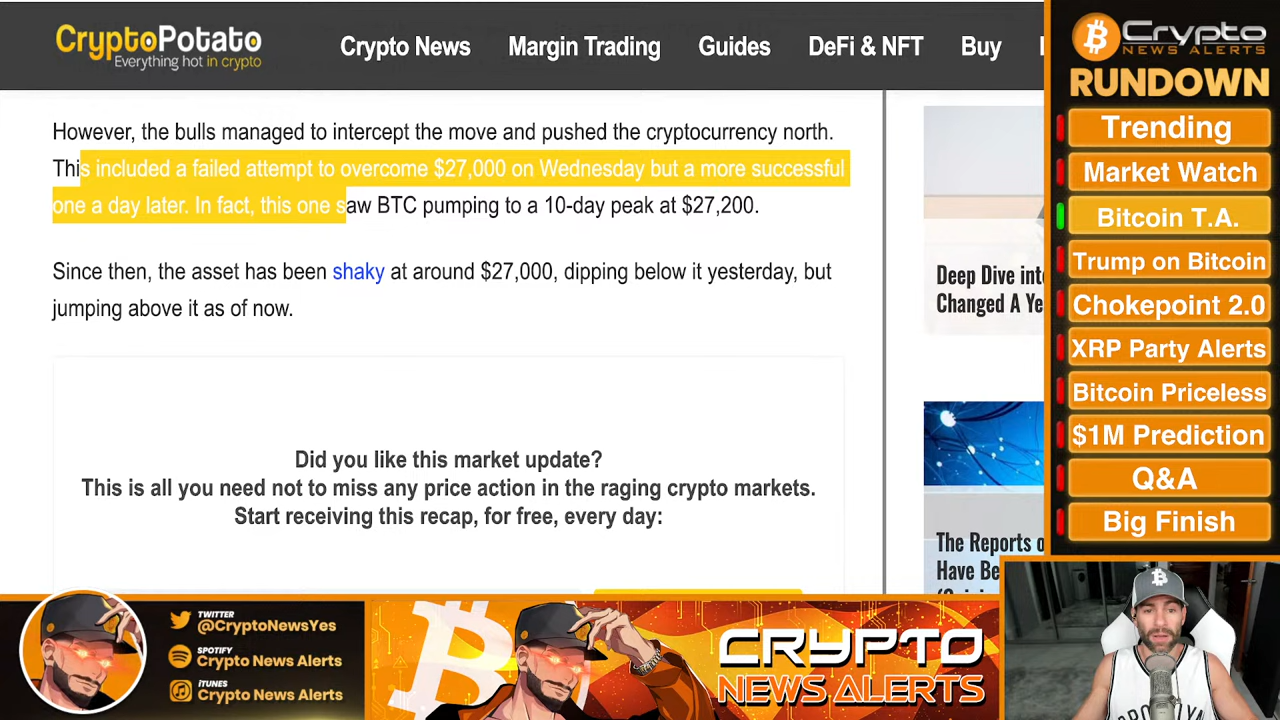 CryptoPotato
Everything hot in crypto
Crypto News
Margin Trading
Guides
DeFi & NFT
Buy
However, the bulls managed to intercept the move and pushed the cryptocurrency north.
This included a failed attempt to overcome $27,000 on Wednesday but a more successful
one a day later. In fact, this one saw BTC pumping to a 10-day peak at $27,200.
Since then, the asset has been shaky at around $27,000, dipping below it yesterday, but
jumping above it as of now.
Did you like this market update?
This is all you need not to miss any price action in the raging crypto markets.
Start receiving this recap, for free, every day:
Deep Dive int
Changed A Ye
The Reports o
Have Be
Crypto
NEWS ALERTS
RUNDOWN
Trending
Market Watch
Bitcoin T.A.
Trump on Bitcoin
Chokepoint 2.0
XRP Party Alerts
Bitcoin Priceless
$1M Prediction
Q&A
Big Finish
TWITTER
@CryptoNewsYes
SPOTIFY
Crypto News Alerts
iTUNES
Crypto News Alerts
CRYPTO
NEWS ALERTS